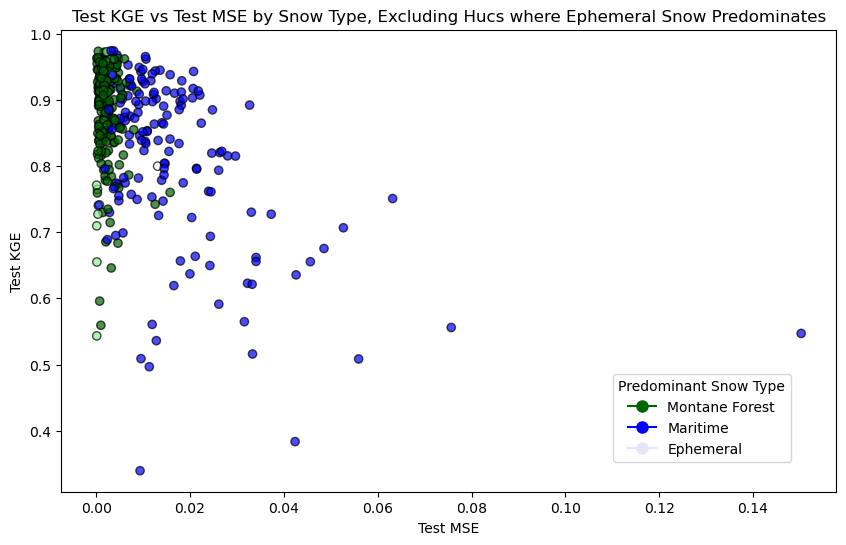 Test KGE vs Test MSE by Snow Type, Excluding Hucs where Ephemeral Snow Predominates
1.0
0.9
0.8
0.7
0.6
0.5
0.4
Test KGE
0.00
0.02
0.04
0.06
0.08
0.10
0.12
0.14
Test MSE
Predominant Snow Type
Montane Forest
Maritime
Ephemeral